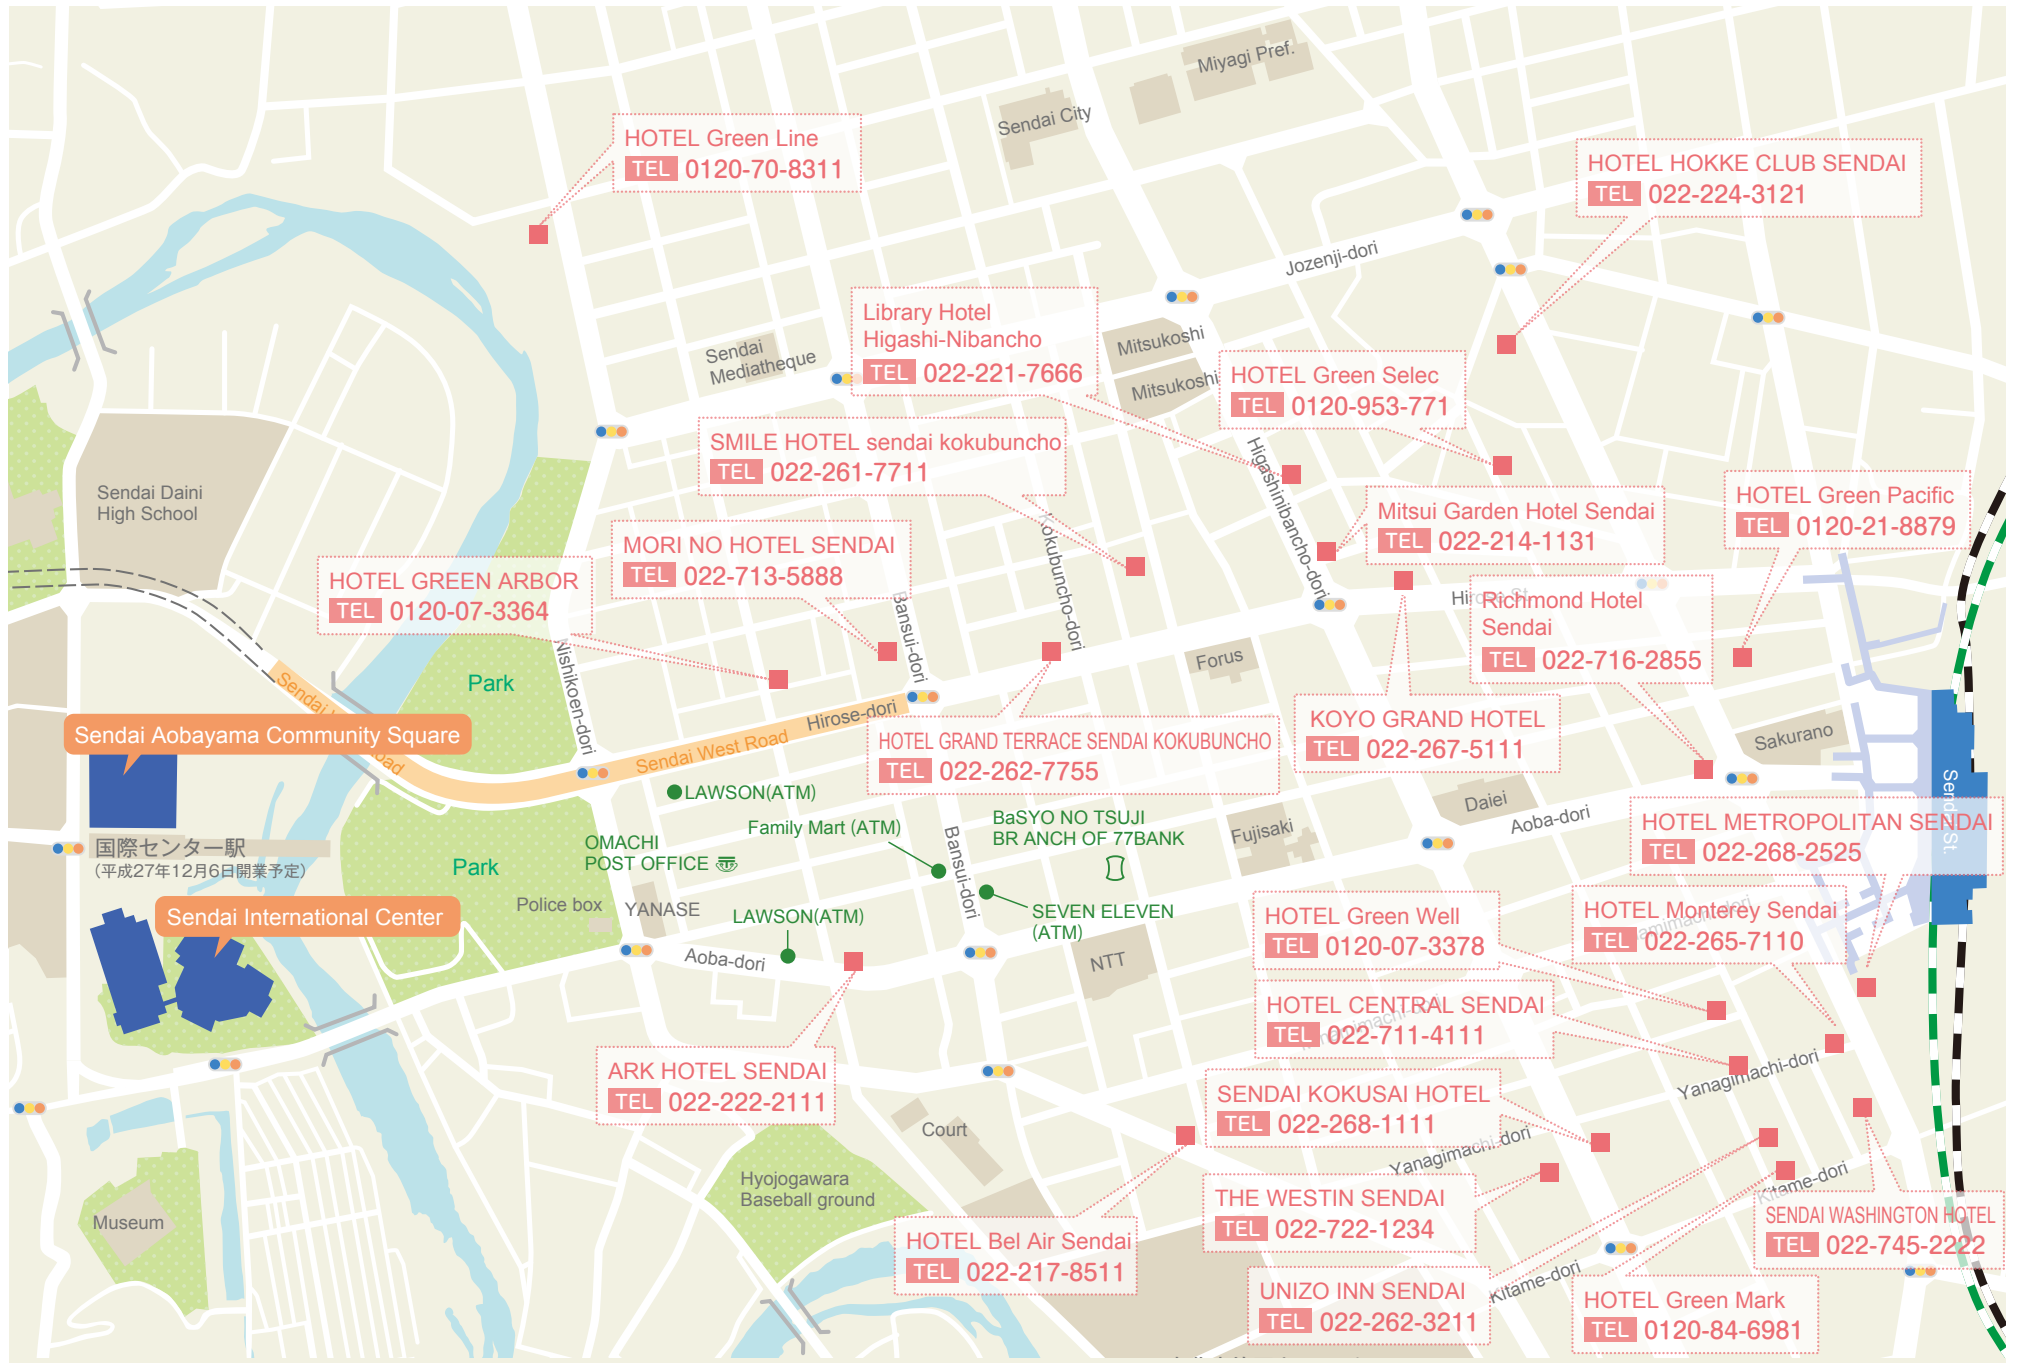 Miyagi Pref.
Sendai City
HOTEL Green Line
TEL 0120-70-8311
HOTEL HOKKE CLUB SENDAI
TEL 022-224-3121
Jozenji-dori
Library Hotel
Higashi-Nibancho
TEL 022-221-7666
Sendai
Mediatheque
Mitsukoshi
Mitsukoshi
HOTEL Green Selec
TEL 0120-953-771
SMILE HOTEL sendai kokubuncho
TEL 022-261-7711
Higashinibancho-dori
Sendai Daini
High School
HOTEL Green Pacific
TEL 0120-21-8879
Mitsui Garden Hotel Sendai
TEL 022-214-1131
MORI NO HOTEL SENDAI
TEL 022-713-5888
Kokubuncho-dori
HOTEL GREEN ARBOR
TEL 0120-07-3364
Bansui-dori
Nishikoen-dori
Hirose St.
Richmond Hotel
Sendai
TEL 022-716-2855
Forus
Park
Sendai West Road
Sendai Aobayama Community Square
Hirose-dori
Sendai West Road
HOTEL GRAND TERRACE SENDAI KOKUBUNCHO
TEL 022-262-7755
KOYO GRAND HOTEL
TEL 022-267-5111
Sakurano
Sendai St.
LAWSON(ATM)
Family Mart (ATM)
BaSYO NO TSUJI
BR ANCH OF 77BANK
Daiei
Aoba-dori
Fujisaki
HOTEL METROPOLITAN SENDAI
TEL 022-268-2525
国際センター駅
(平成27年12月6日開業予定)
OMACHI
POST OFFICE
Park
Bansui-dori
Police box
YANASE
LAWSON(ATM)
SEVEN ELEVEN
(ATM)
Sendai International Center
HOTEL Green Well
TEL 0120-07-3378
HOTEL Monterey Sendai
TEL 022-265-7110
Aoba-dori
NTT
HOTEL CENTRAL SENDAI
TEL 022-711-4111
ARK HOTEL SENDAI
TEL 022-222-2111
Yanagimachi-dori
SENDAI KOKUSAI HOTEL
TEL 022-268-1111
Court
Yanagimachi-dori
Hyojogawara
Baseball ground
THE WESTIN SENDAI
TEL 022-722-1234
Kitame-dori
Museum
SENDAI WASHINGTON HOTEL
TEL 022-745-2222
HOTEL Bel Air Sendai
TEL 022-217-8511
Kitame-dori
UNIZO INN SENDAI
TEL 022-262-3211
HOTEL Green Mark
TEL 0120-84-6981